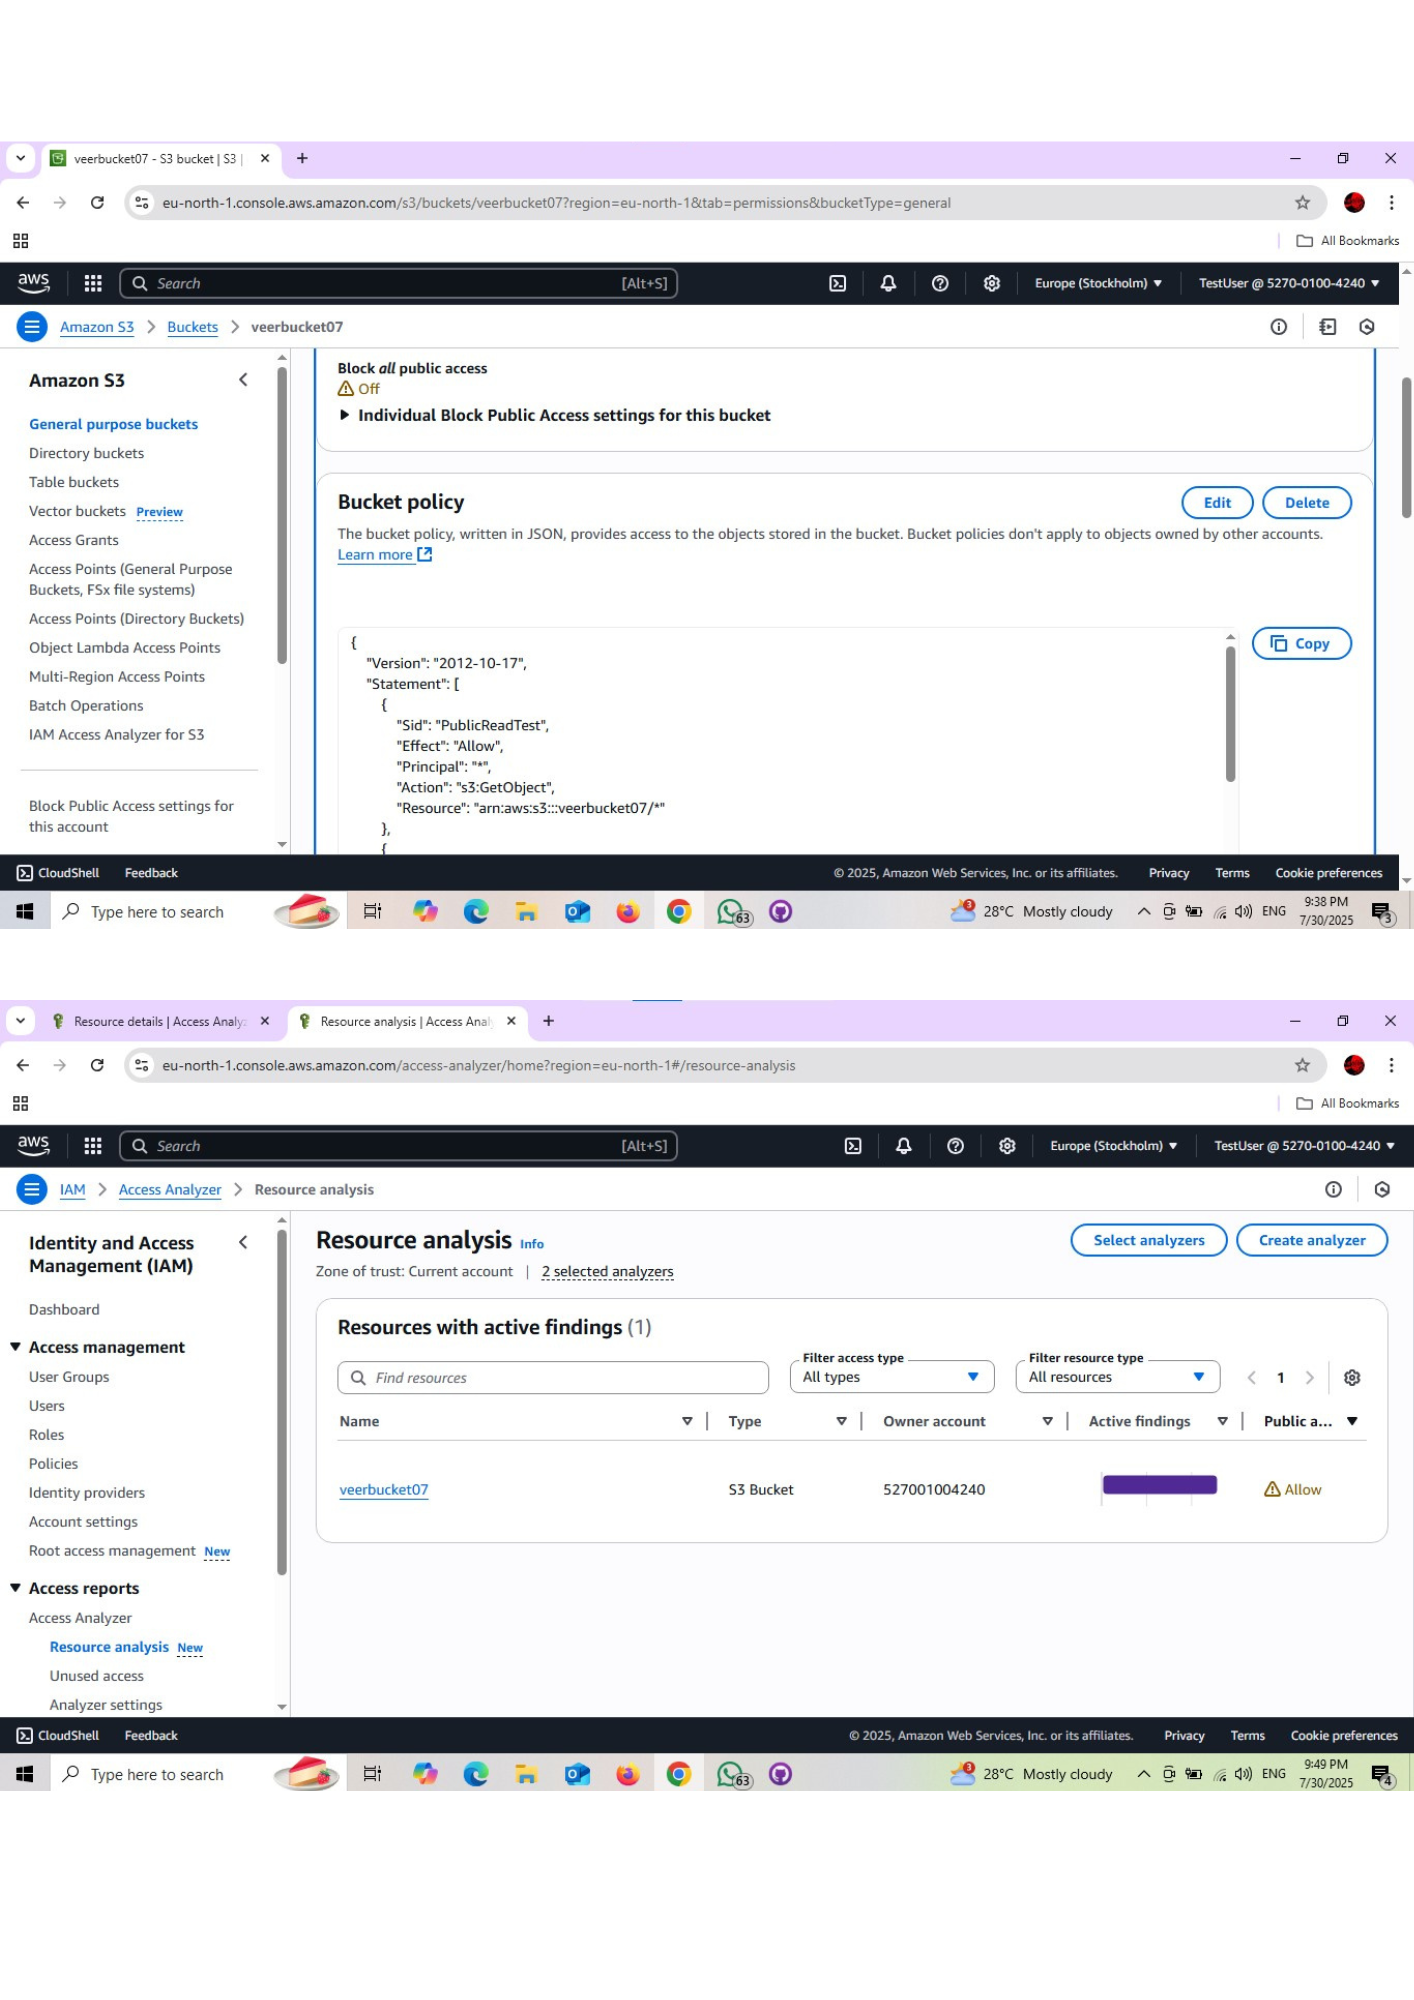 veerbucket07 - S3 bucket | S3 |
eu-north-1.console.aws.amazon.com/s3/buckets/veerbucket07?region=eu-north-1&tab=permissions&bucketType=general
All Bookmarks
aws
Search
[Alt+S]
Europe (Stockholm)
TestUser @ 5270-0100-4240
Amazon S3
Buckets
veerbucket07
Amazon S3
General purpose buckets
Directory buckets
Table buckets
Vector buckets Preview
Access Grants
Access Points (General Purpose
Buckets, FSx file systems)
Access Points (Directory Buckets)
Object Lambda Access Points
Multi-Region Access Points
Batch Operations
IAM Access Analyzer for S3
Block Public Access settings for
this account
Block all public access
Off
Individual Block Public Access settings for this bucket
Bucket policy
Edit
Delete
The bucket policy, written in JSON, provides access to the objects stored in the bucket. Bucket policies don't apply to objects owned by other accounts.
Learn more
Copy
{
"Version": "2012-10-17",
"Statement": [
{
"Sid": "PublicReadTest",
"Effect": "Allow",
"Principal": "*",
"Action": "s3:GetObject",
"Resource": "arn:aws:s3:::veerbucket07/*"
},
{
CloudShell
Feedback
© 2025, Amazon Web Services, Inc. or its affiliates.
Privacy
Terms
Cookie preferences
Type here to search
63
3
28°C Mostly cloudy
ENG
9:38 PM
7/30/2025
3
Resource details | Access Analy
Resource analysis | Access Anal
eu-north-1.console.aws.amazon.com/access-analyzer/home?region=eu-north-1#/resource-analysis
All Bookmarks
aws
Search
[Alt+S]
Europe (Stockholm)
TestUser @ 5270-0100-4240
IAM
Access Analyzer
Resource analysis
Identity and Access
Management (IAM)
Dashboard
Access management
User Groups
Users
Roles
Policies
Identity providers
Account settings
Root access management New
Access reports
Access Analyzer
Resource analysis New
Unused access
Analyzer settings
Resource analysis Info
Select analyzers
Create analyzer
Zone of trust: Current account | 2 selected analyzers
Resources with active findings (1)
Find resources
Filter access type
All types
Filter resource type
All resources
1
Name
Type
Owner account
Active findings
Public a...
veerbucket07
S3 Bucket
527001004240
Allow
CloudShell
Feedback
© 2025, Amazon Web Services, Inc. or its affiliates.
Privacy
Terms
Cookie preferences
Type here to search
63
3
28°C Mostly cloudy
ENG
9:49 PM
7/30/2025
4